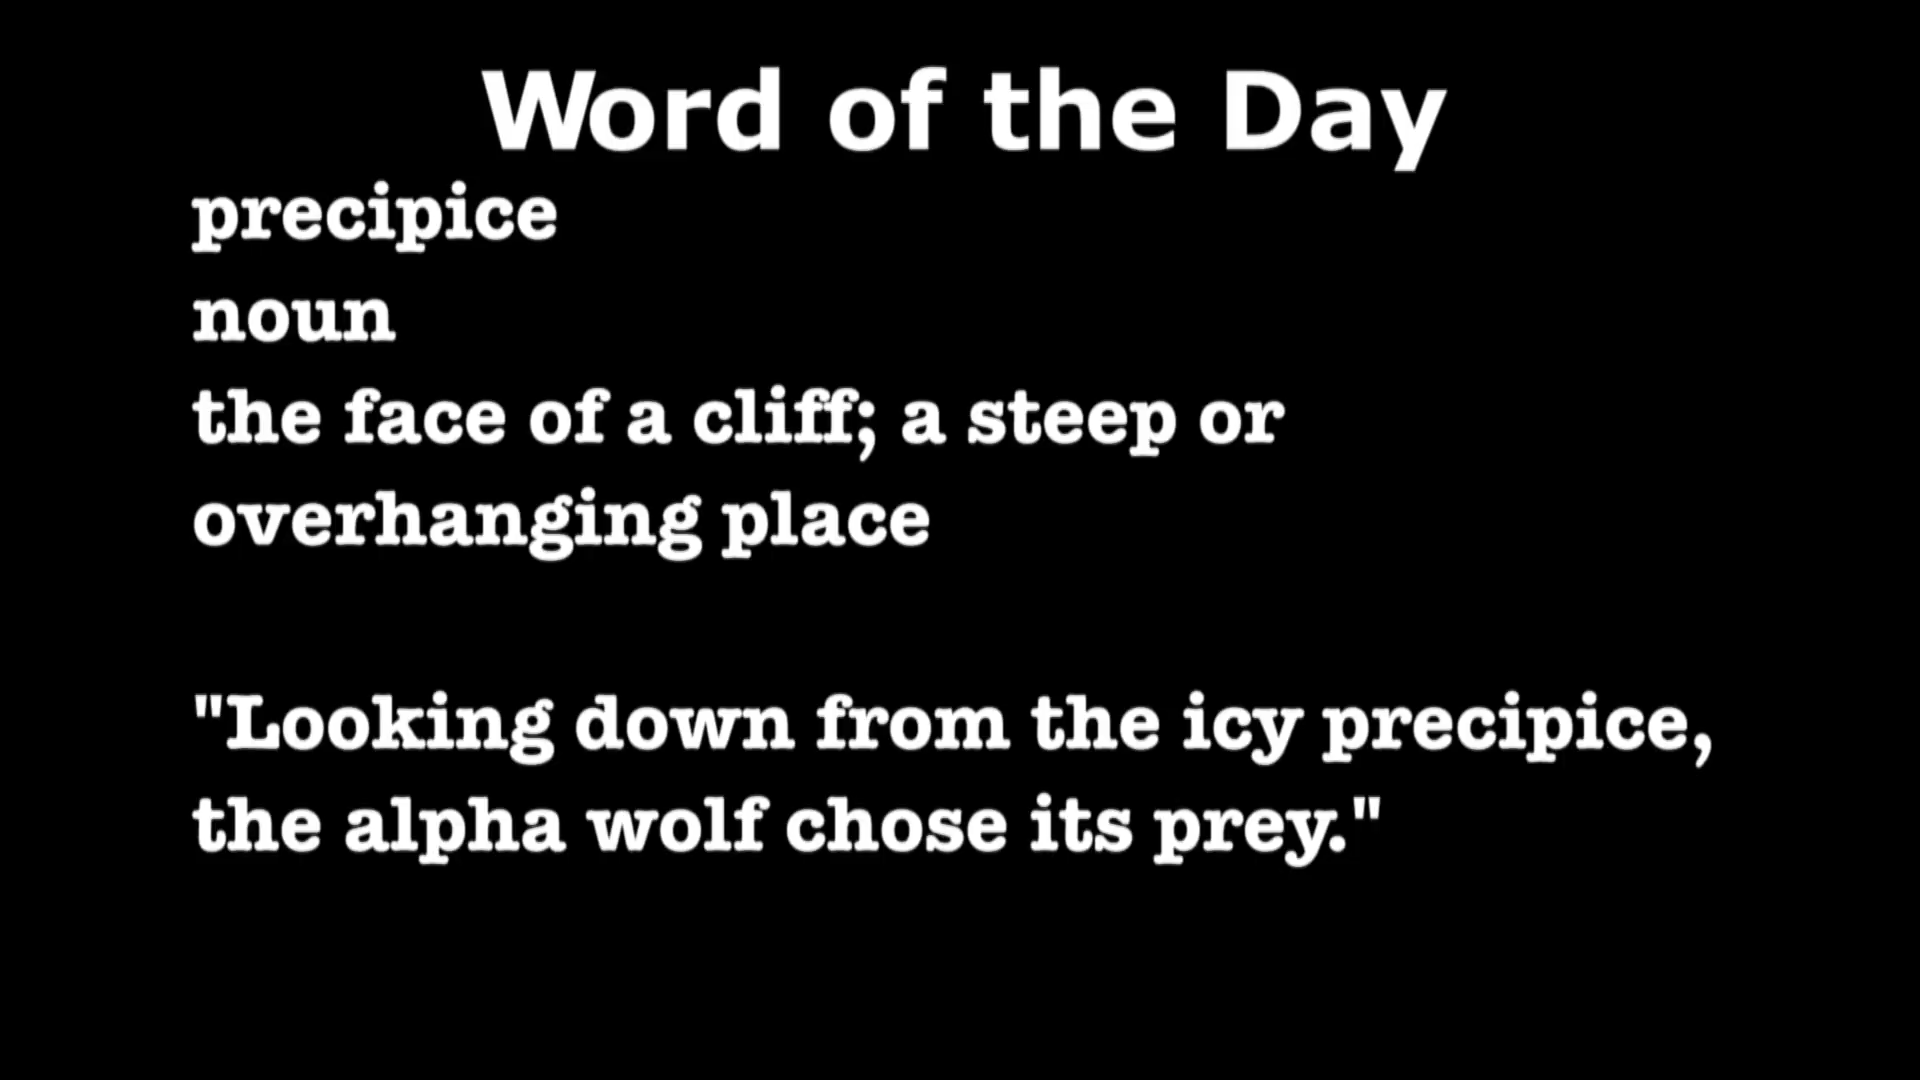 Word of the Day
precipice
noun
the face of a cliff; a steep or
overhanging place
"Looking down from the icy precipice,
the alpha wolf chose its prey."